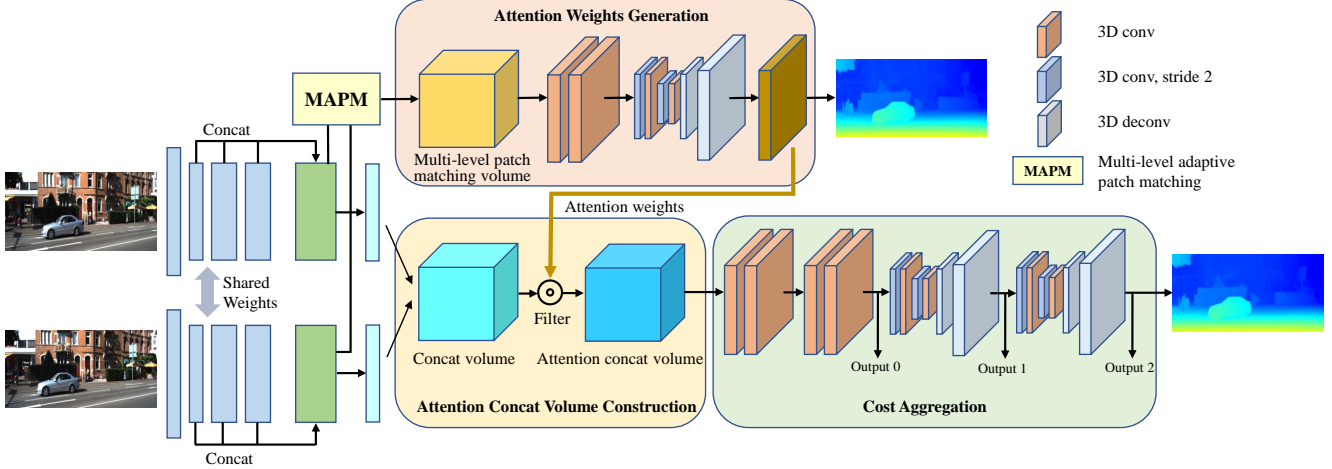 Attention Weights Generation
MAPM
Multi-level patch
matching volume
Concat
Shared
Weights
Concat
Attention weights
Concat volume
Filter
Attention concat volume
Attention Concat Volume Construction
Output 0
Output 1
Output 2
Cost Aggregation
3D conv
3D conv, stride 2
3D deconv
MAPM
Multi-level adaptive
patch matching